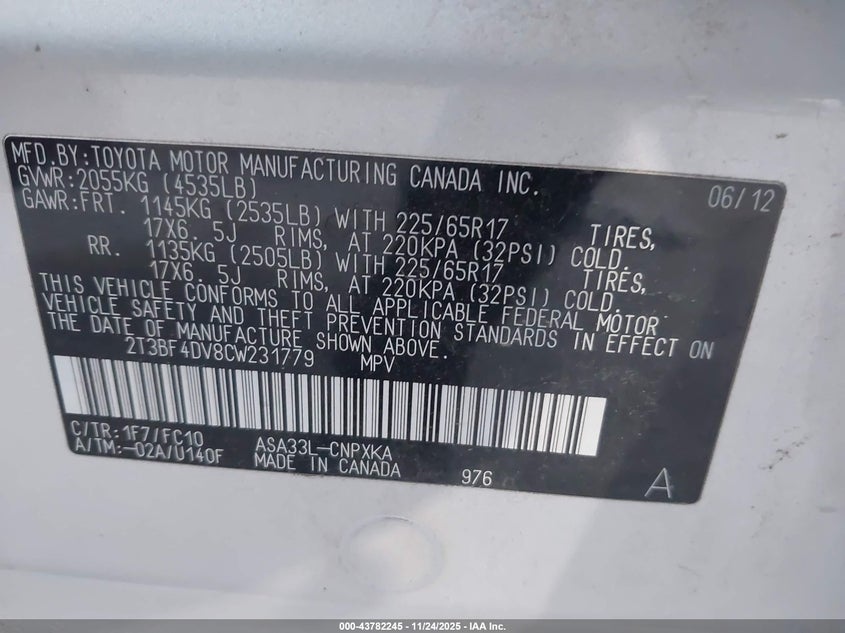 MFD.BY:TOYOTA MOTOR MANUFACTURING CANADA INC. 06/12
GVWR:2055KG (4535LB)
GAWR:FRT. 1145KG (2535LB) WITH 225/65R17 TIRES,
17X6. 5J RIMS, AT 220KPA (32PSI) COLD.
RR. 1135KG (2505LB) WITH 225/65R17 TIRES,
17X6. 5J RIMS, AT 220KPA (32PSI) COLD.
THIS VEHICLE CONFORMS TO ALL APPLICABLE FEDERAL MOTOR
VEHICLE SAFETY AND THEFT PREVENTION STANDARDS IN EFFECT ON
THE DATE OF MANUFACTURE SHOWN ABOVE.
2T3BF4DV8CW231779 MPV
C/TR:1F7/FC10 ASA33L-CNPXKA
A/TM:-02A/U140F MADE IN CANADA 976 A
000-43782245 - 11/24/2025 - IAA Inc.